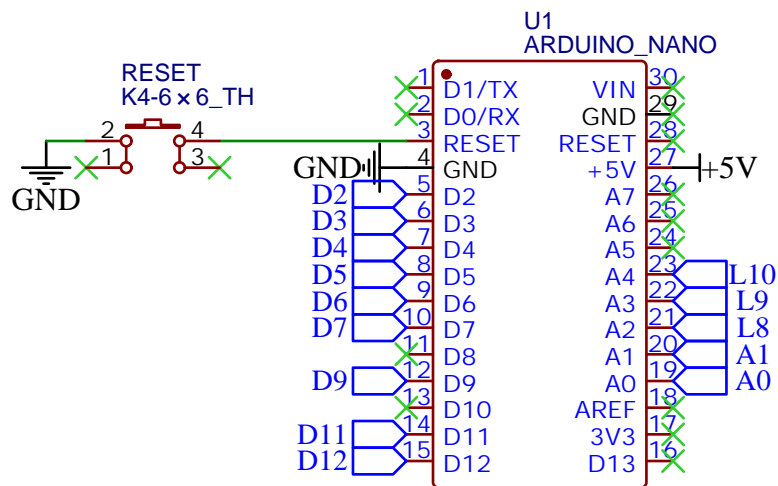 U1
ARDUINO_NANO
RESET
K4-6×6_TH
2 4
1 3
GND
1 D1/TX VIN 30
2 D0/RX GND 29
3 RESET RESET 28
GND 4 GND +5V 27 +5V
D2 5 D2 A7 26
D3 6 D3 A6 25
D4 7 D4 A5 24
D5 8 D5 A4 23 L10
D6 9 D6 A3 22 L9
D7 10 D7 A2 21 L8
11 D8 A1 20 A1
D9 12 D9 A0 19 A0
13 D10 AREF 18
D11 14 D11 3V3 17
D12 15 D12 D13 16